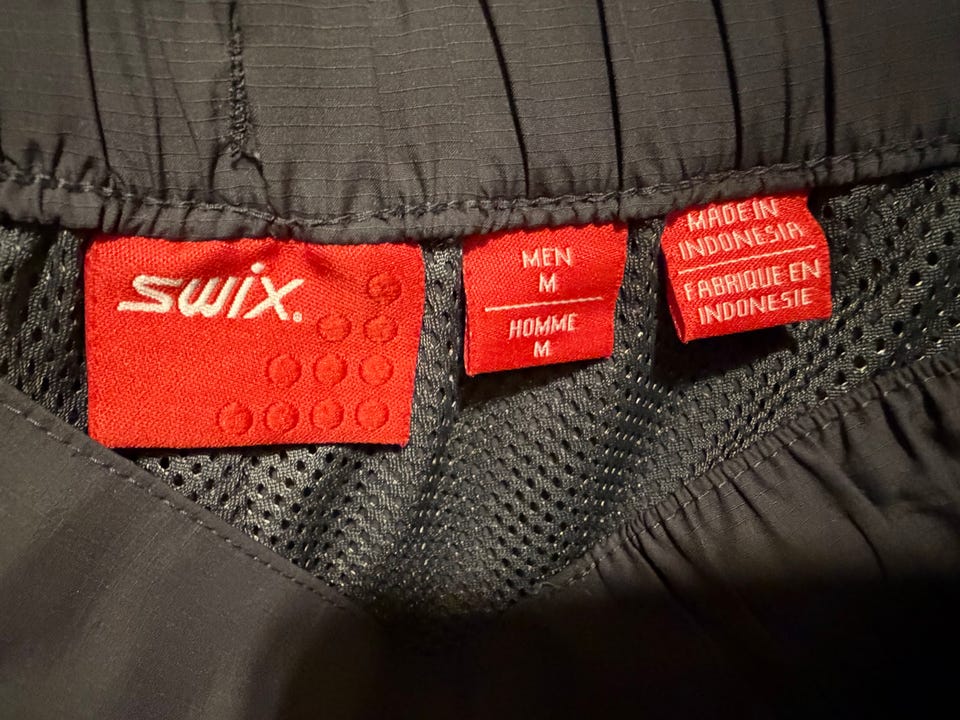 SWIX.
MEN
M
HOMME
M
MADE IN
INDONESIA
FABRIQUE EN
INDONESIE